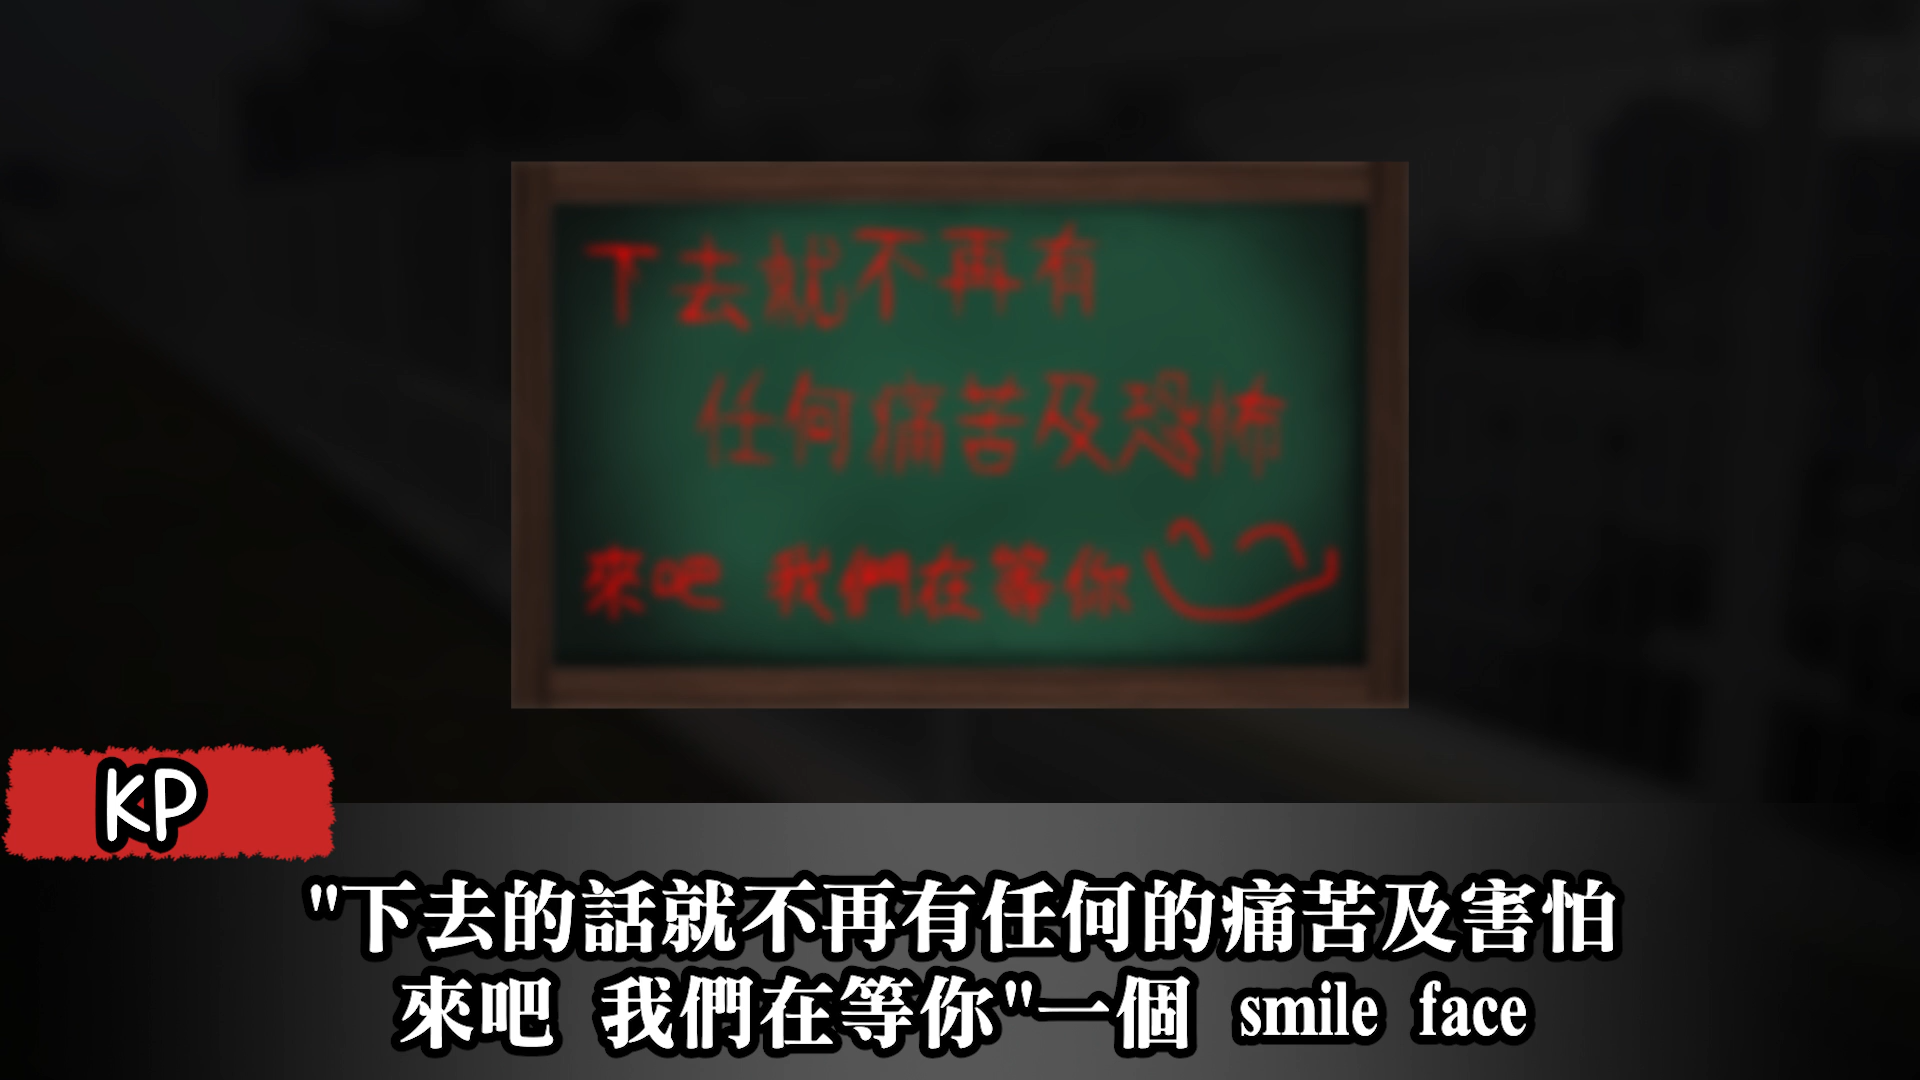 下去就不再有
任何痛苦及恐怖
來吧 我們在等你
KP
"下去的話就不再有任何的痛苦及害怕
來吧 我們在等你"一個 smile face